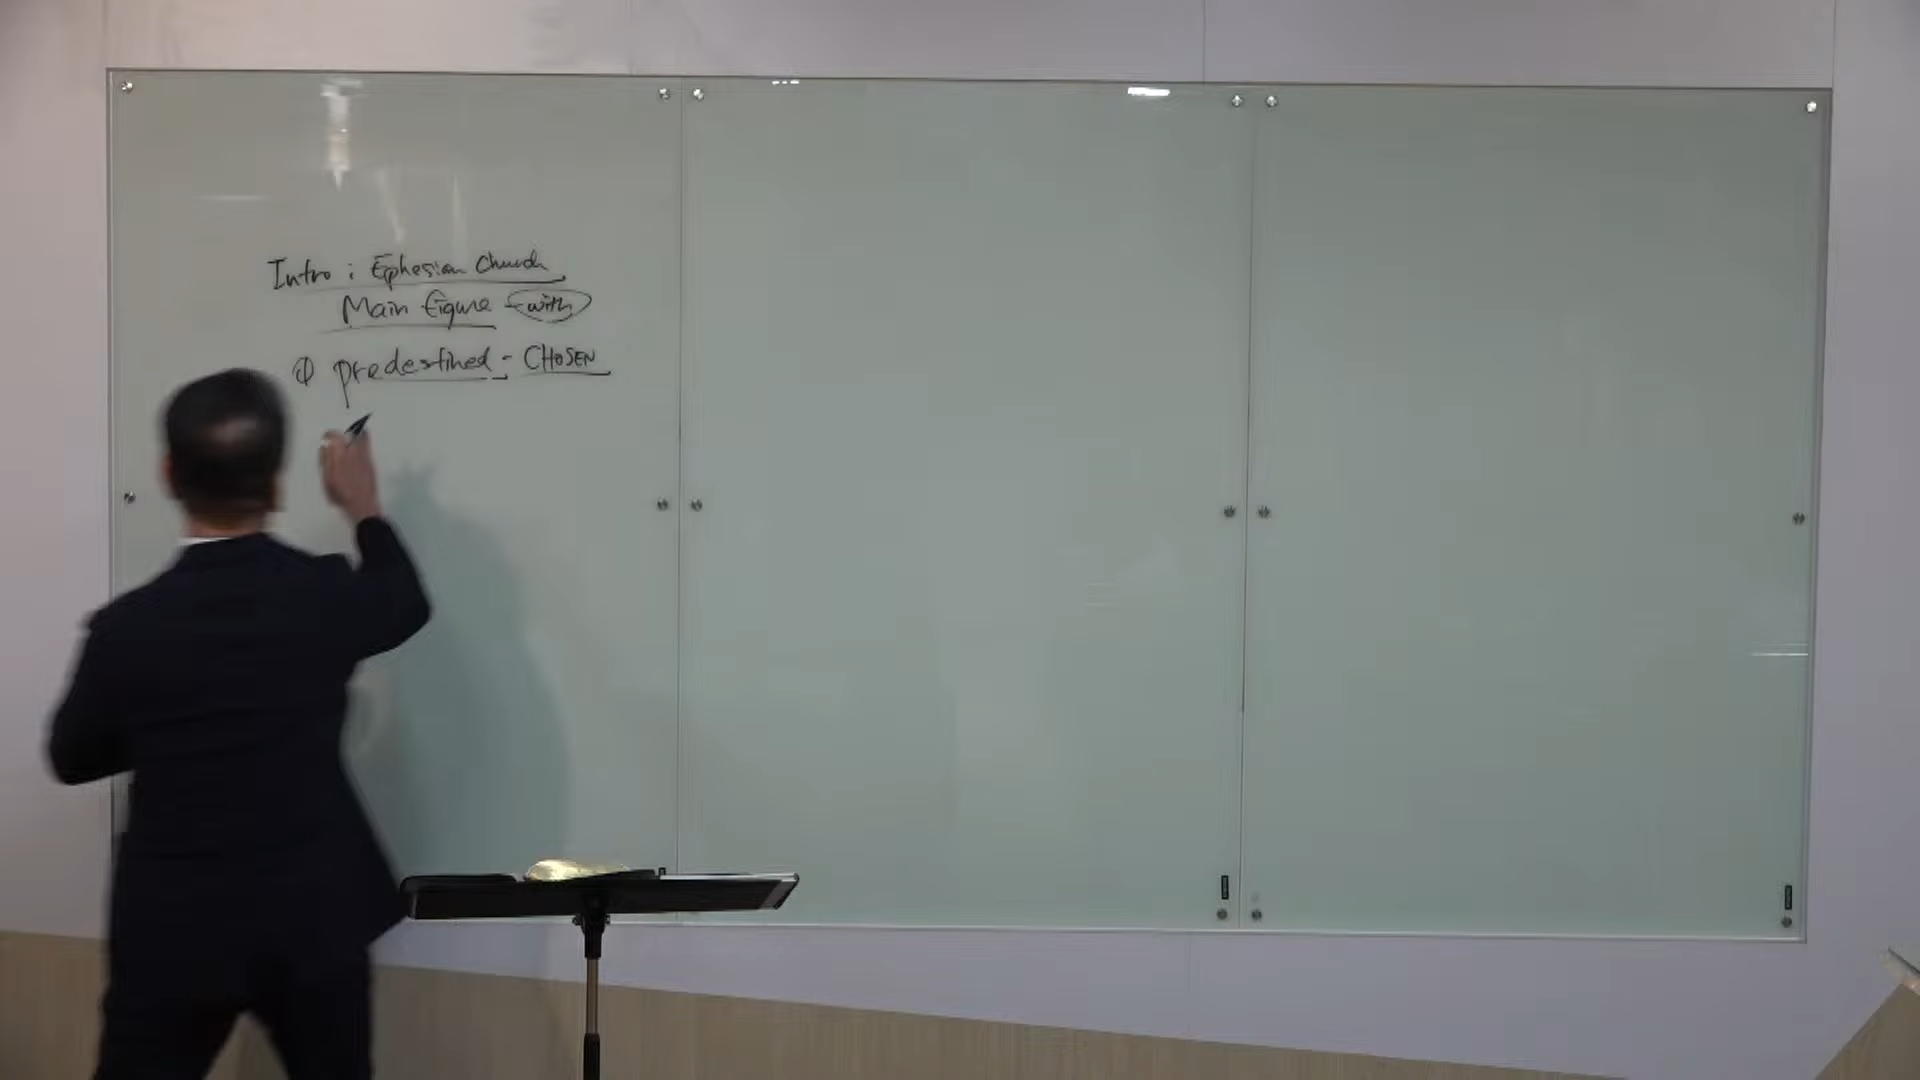 Intro : Ephesian Church
Main figure - with
① predestined - CHOSEN